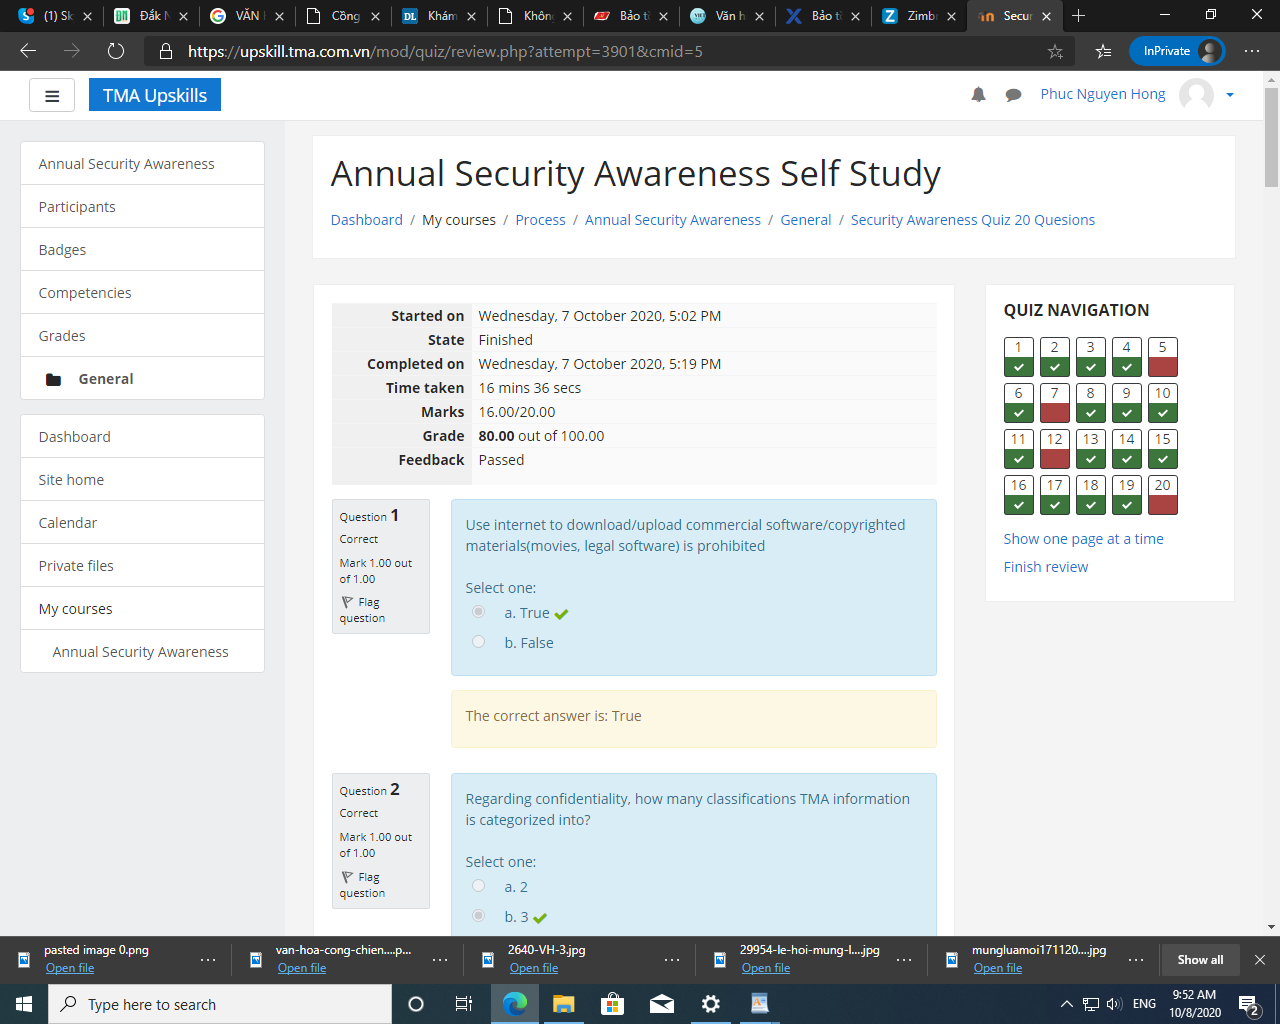 (1) Sk
Đắk N
VĂN
Công
DL Khám
Khôn
Bảo t
Văn h
Bảo t
Zimb
Secur
https://upskill.tma.com.vn/mod/quiz/review.php?attempt=3901&cmid=5
InPrivate
TMA Upskills
Phuc Nguyen Hong
Annual Security Awareness
Participants
Badges
Competencies
Grades
General
Dashboard
Site home
Calendar
Private files
My courses
Annual Security Awareness
Annual Security Awareness Self Study
Dashboard / My courses / Process / Annual Security Awareness / General / Security Awareness Quiz 20 Quesions
Started on Wednesday, 7 October 2020, 5:02 PM
State Finished
Completed on Wednesday, 7 October 2020, 5:19 PM
Time taken 16 mins 36 secs
Marks 16.00/20.00
Grade 80.00 out of 100.00
Feedback Passed
Question 1
Correct
Mark 1.00 out
of 1.00
Flag
question
Use internet to download/upload commercial software/copyrighted
materials(movies, legal software) is prohibited
Select one:
a. True
b. False
The correct answer is: True
Question 2
Correct
Mark 1.00 out
of 1.00
Flag
question
Regarding confidentiality, how many classifications TMA information
is categorized into?
Select one:
a. 2
b. 3
QUIZ NAVIGATION
1 2 3 4 5
6 7 8 9 10
11 12 13 14 15
16 17 18 19 20
Show one page at a time
Finish review
pasted image 0.png
Open file
van-hoa-cong-chien....p...
Open file
2640-VH-3.jpg
Open file
29954-le-hoi-mung-l....jpg
Open file
mungluamoi171120....jpg
Open file
Show all
Type here to search
ENG
9:52 AM
10/8/2020
2